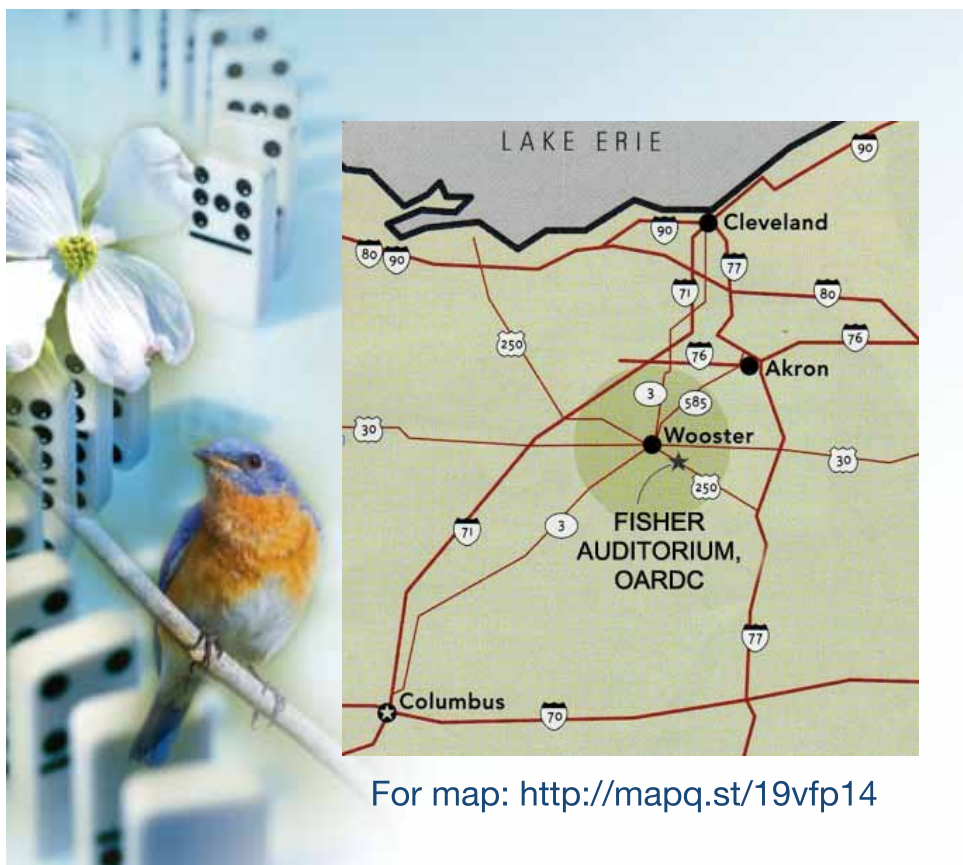 LAKE ERIE
90
Cleveland
90
80 90
77
71
80
250
76
76
Akron
3
585
30
Wooster
30
250
3
71
FISHER
AUDITORIUM,
OARDC
77
Columbus
70
For map: http://mapq.st/19vfp14